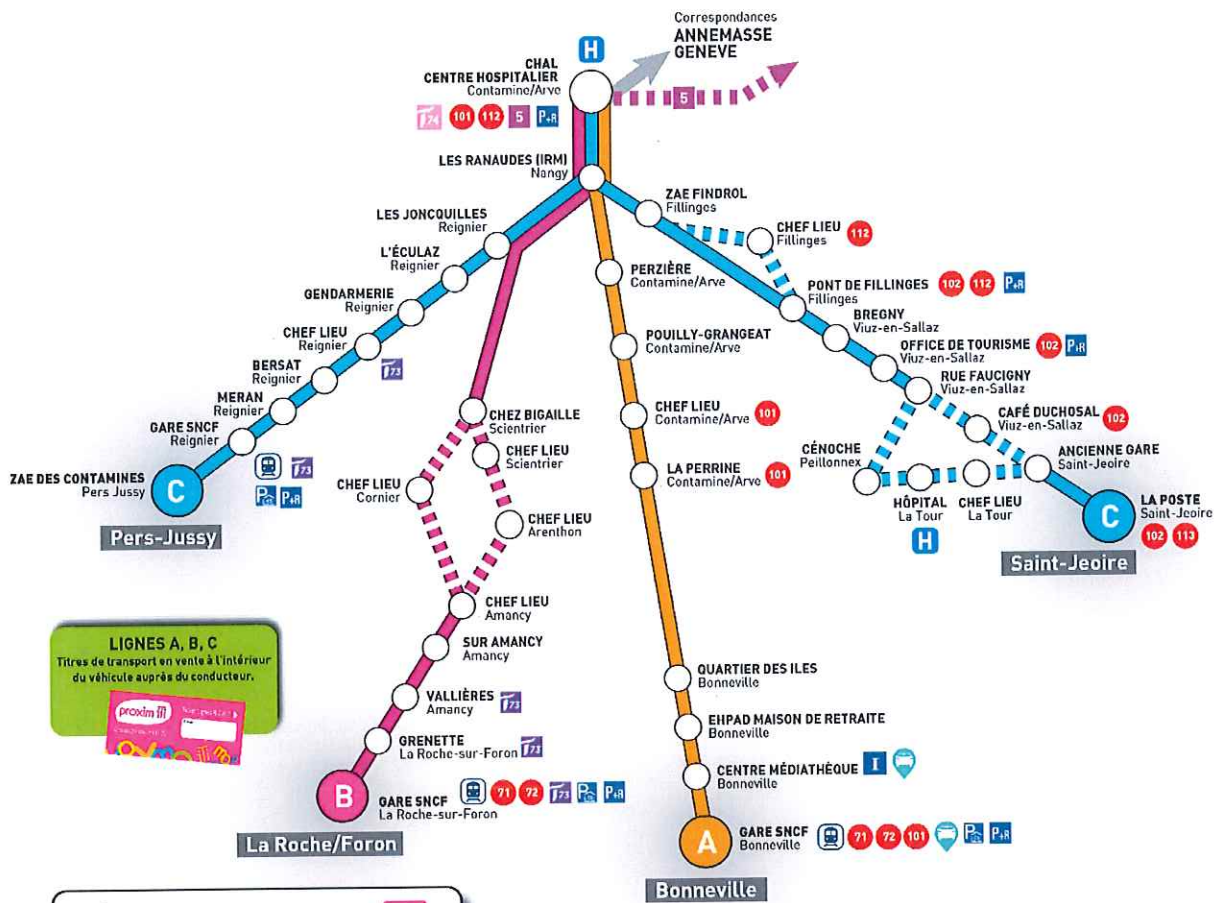 Correspondances
ANNEMASSE
GENEVE
H
CHAL
CENTRE HOSPITALIER
Contamine/Arve
T74 101 112 5 P+R
5
LES RANAUDES (IRM)
Nangy
ZAE FINDROL
Fillinges
LES JONCQUILLES
Reignier
CHEF LIEU 112
Fillinges
L'ÉCULAZ
Reignier
PERZIÈRE
Contamine/Arve
PONT DE FILLINGES 102 112 P+R
Fillinges
GENDARMERIE
Reignier
BREGNY
Viuz-en-Sallaz
CHEF LIEU
Reignier
T73
POUILLY-GRANGEAT
Contamine/Arve
OFFICE DE TOURISME 102 P+R
Viuz-en-Sallaz
BERSAT
Reignier
RUE FAUCIGNY
Viuz-en-Sallaz
MERAN
Reignier
CHEZ BIGAILLE
Scientrier
CHEF LIEU 101
Contamine/Arve
CAFÉ DUCHOSAL 102
Viuz-en-Sallaz
GARE SNCF
Reignier
T73
P P+R
CHEF LIEU
Scientrier
CÉNOCHE
Peillonnex
ANCIENNE GARE
Saint-Jeoire
ZAE DES CONTAMINES
Pers Jussy
C
Pers-Jussy
CHEF LIEU
Cornier
LA PERRINE 101
Contamine/Arve
HÔPITAL
La Tour
H
CHEF LIEU
La Tour
C
LA POSTE
Saint-Jeoire
102 113
Saint-Jeoire
CHEF LIEU
Arenthon
CHEF LIEU
Amancy
LIGNES A, B, C
Titres de transport en vente à l'intérieur
du véhicule auprès du conducteur.
proxim iTi
SUR AMANCY
Amancy
QUARTIER DES ILES
Bonneville
VALLIÈRES T73
Amancy
EHPAD MAISON DE RETRAITE
Bonneville
GRENETTE
La Roche-sur-Foron T73
CENTRE MÉDIATHÈQUE I
Bonneville
B
GARE SNCF 71 72 T73 P P+R
La Roche-sur-Foron
La Roche/Foron
A
GARE SNCF 71 72 101 P P+R
Bonneville
Bonneville